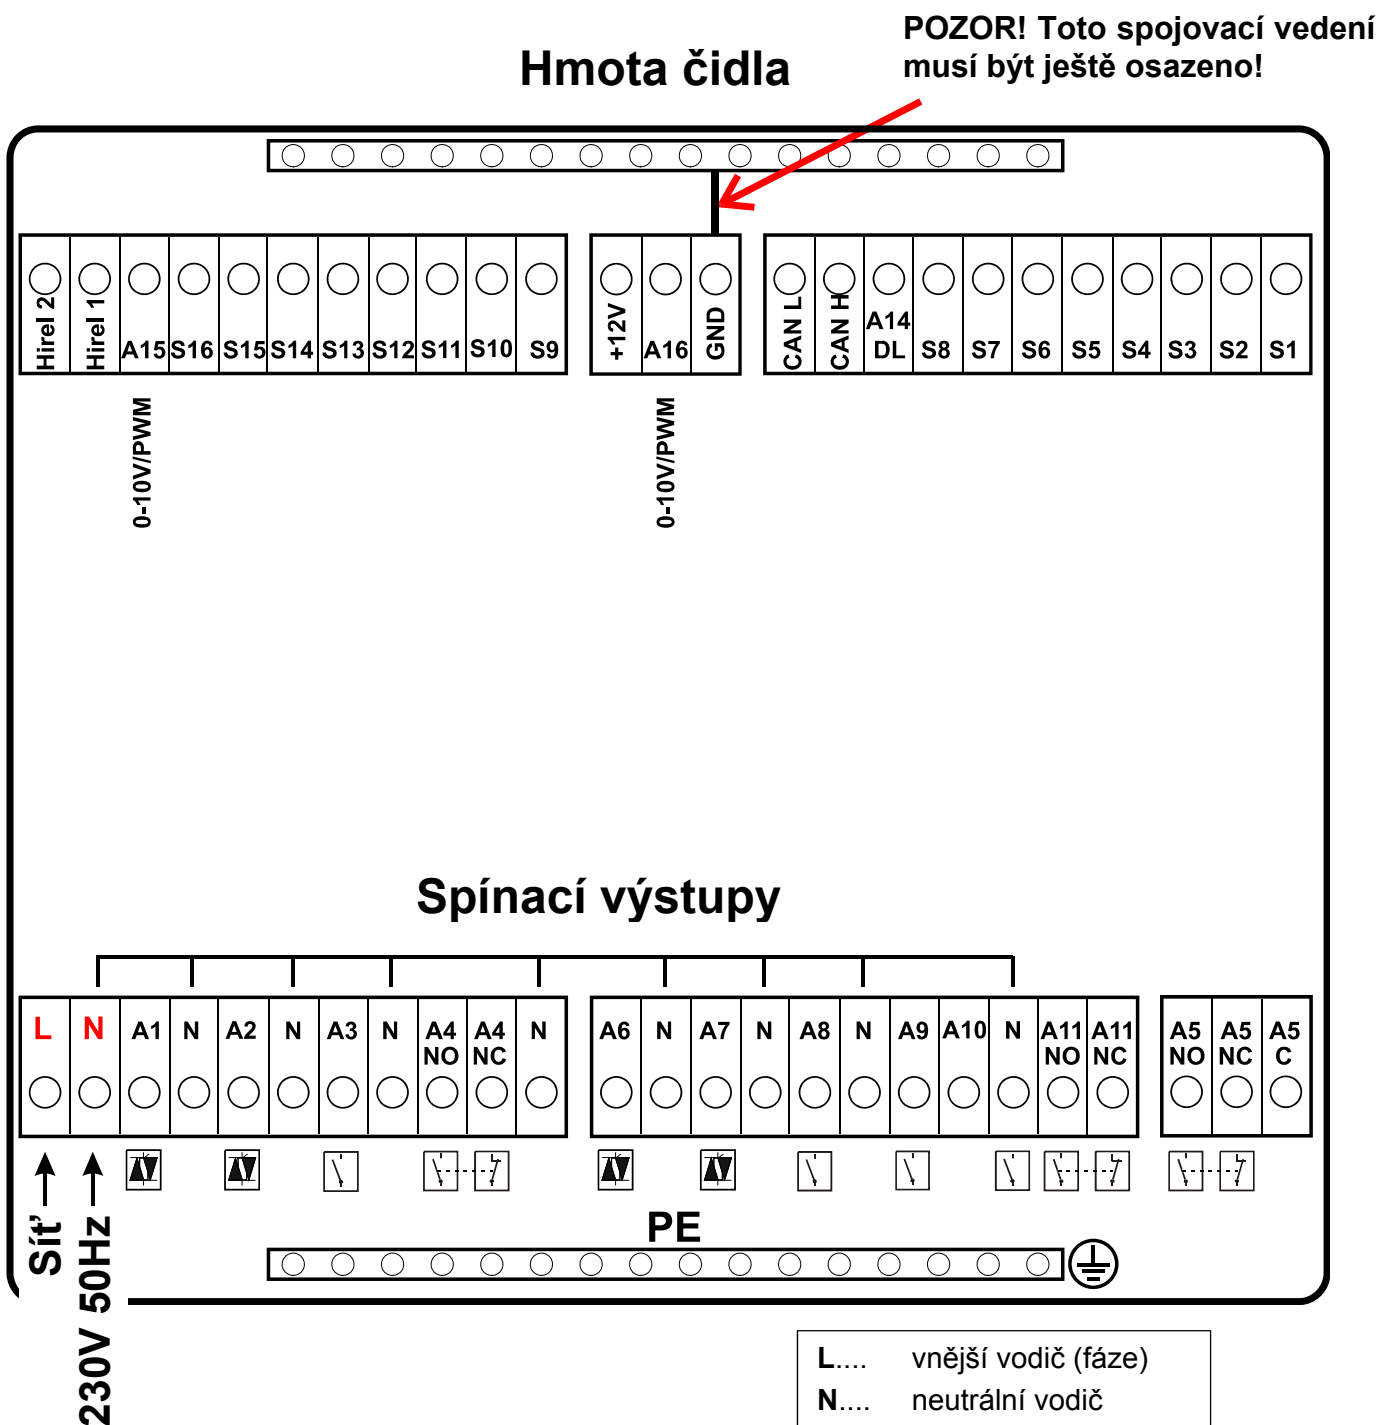 POZOR! Toto spojovací vedení
musí být ještě osazeno!
Hmota čidla
Hirel 2 Hirel 1 A15 S16 S15 S14 S13 S12 S11 S10 S9
+12V A16 GND
CAN L CAN H A14 DL S8 S7 S6 S5 S4 S3 S2 S1
0-10V/PWM
0-10V/PWM
Spínací výstupy
L N A1 N A2 N A3 N A4 NO A4 NC N
A6 N A7 N A8 N A9 A10 N A11 NO A11 NC
A5 NO A5 NC A5 C
Síť
230V 50Hz
PE
L.... vnější vodič (fáze)
N.... neutrální vodič